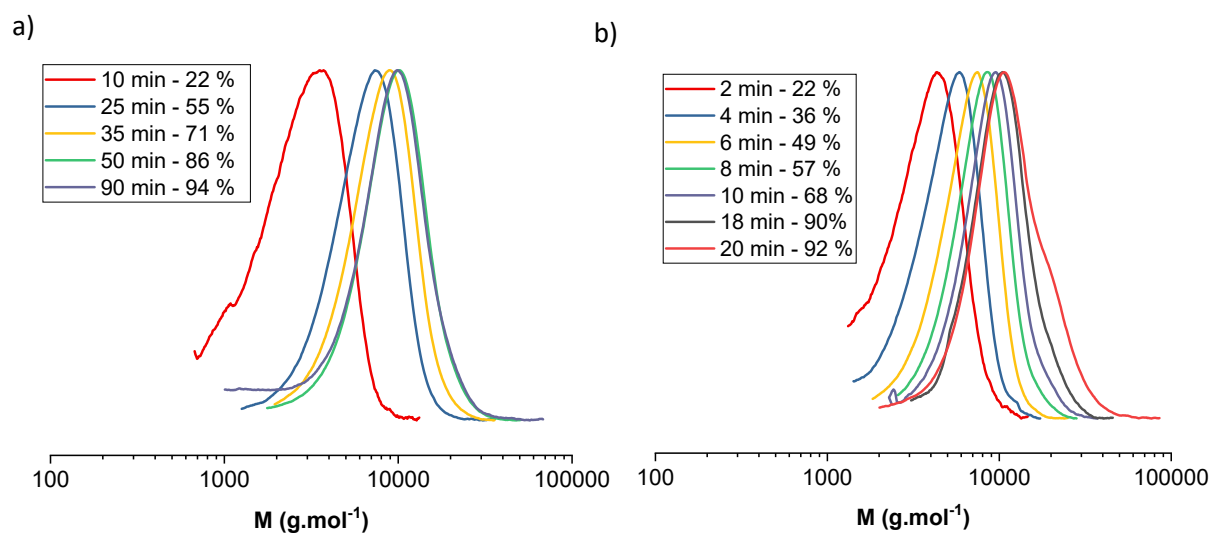 a)
10 min - 22 %
25 min - 55 %
35 min - 71 %
50 min - 86 %
90 min - 94 %
100 1000 10000 100000
M (g.mol⁻¹)
b)
2 min - 22 %
4 min - 36 %
6 min - 49 %
8 min - 57 %
10 min - 68 %
18 min - 90%
20 min - 92 %
100 1000 10000 100000
M (g.mol⁻¹)